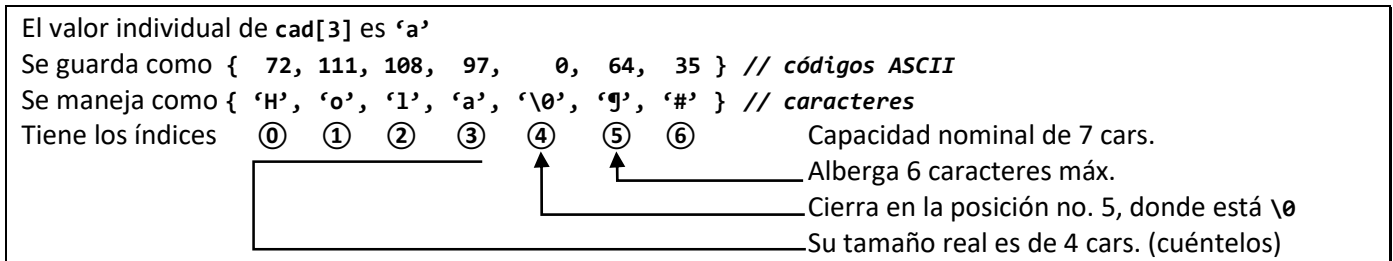 El valor individual de cad[3] es ‘a’
Se guarda como { 72, 111, 108, 97, 0, 64, 35 } // códigos ASCII
Se maneja como { ‘H’, ‘o’, ‘l’, ‘a’, ‘\0’, ‘¶’, ‘#’ } // caracteres
Tiene los índices ⓪ ① ② ③ ④ ⑤ ⑥ Capacidad nominal de 7 cars.
Alberga 6 caracteres máx.
Cierra en la posición no. 5, donde está \0
Su tamaño real es de 4 cars. (cuéntelos)